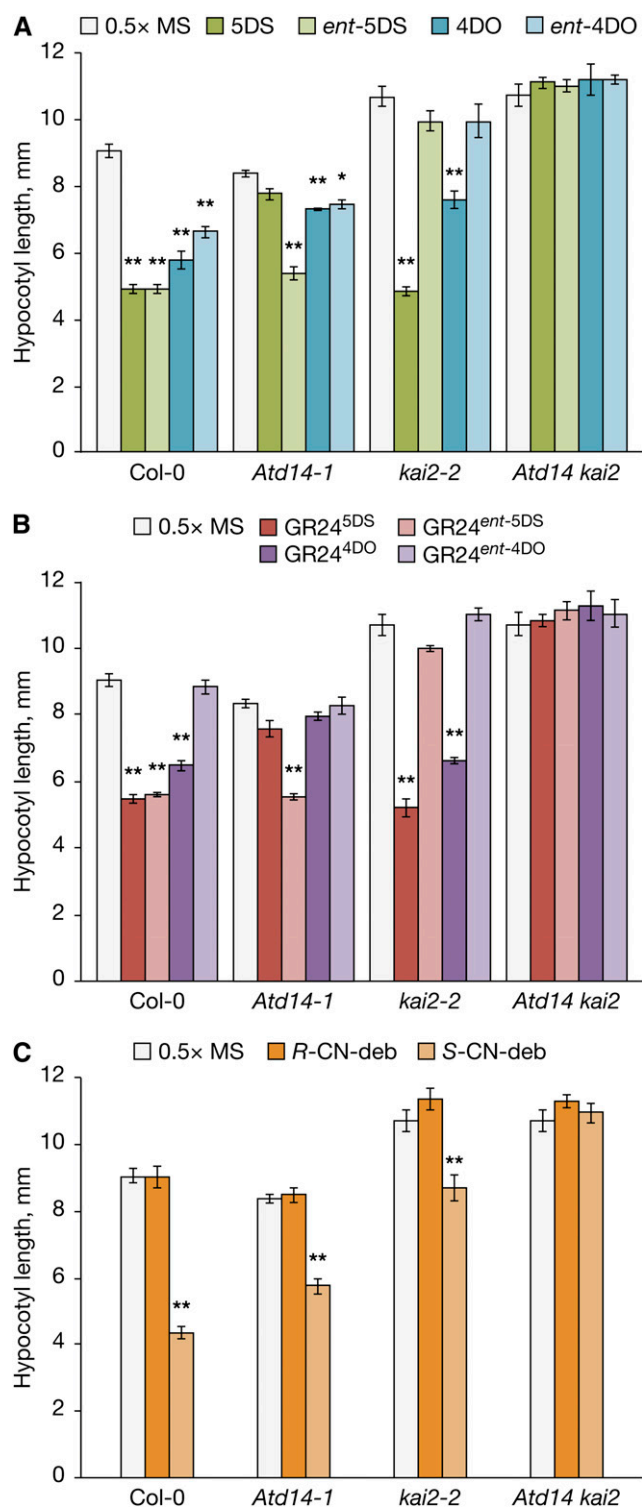 A
0.5× MS 5DS ent-5DS 4DO ent-4DO
Hypocotyl length, mm
12
10
8
6
4
2
0
** ** ** **
** ** *
** **
Col-0 Atd14-1 kai2-2 Atd14 kai2
B
0.5× MS GR24^5DS GR24^ent-5DS
GR24^4DO GR24^ent-4DO
Hypocotyl length, mm
12
10
8
6
4
2
0
** ** **
**
** **
Col-0 Atd14-1 kai2-2 Atd14 kai2
C
0.5× MS R-CN-deb S-CN-deb
Hypocotyl length, mm
12
10
8
6
4
2
0
**
**
**
Col-0 Atd14-1 kai2-2 Atd14 kai2